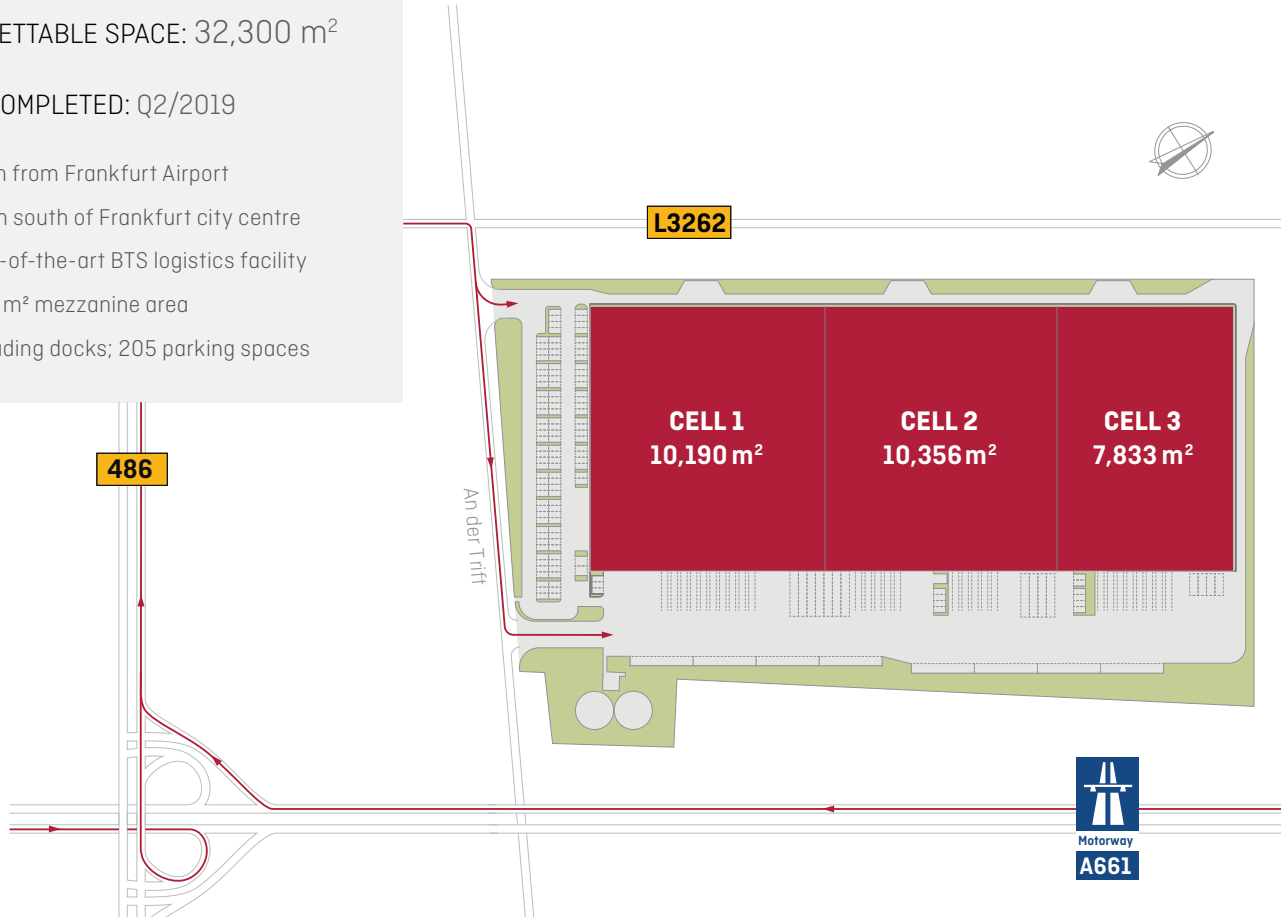 ETTABLE SPACE: 32,300 m²
OMPLETED: Q2/2019
from Frankfurt Airport
south of Frankfurt city centre
-of-the-art BTS logistics facility
m² mezzanine area
ding docks; 205 parking spaces
L3262
CELL 1
10,190 m²
CELL 2
10,356 m²
CELL 3
7,833 m²
486
An der Trift
Motorway
A661